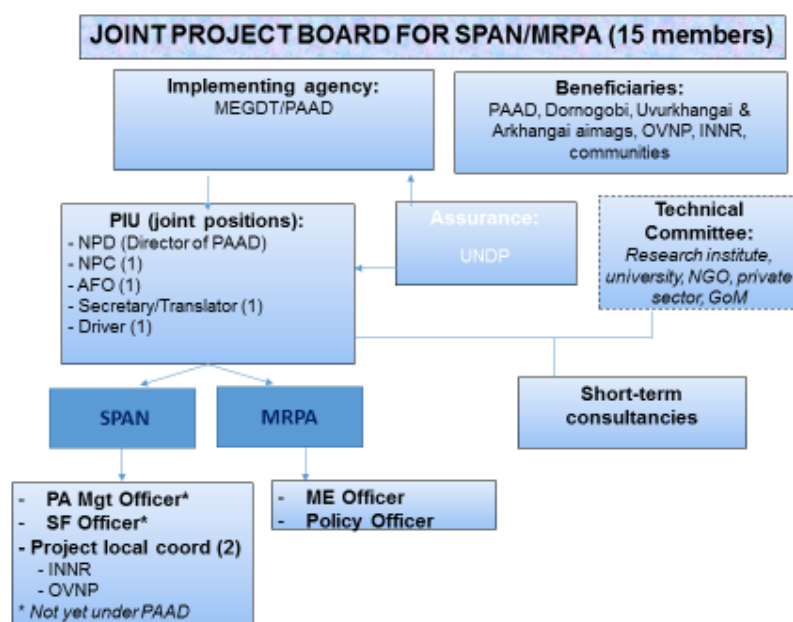 JOINT PROJECT BOARD FOR SPAN/MRPA (15 members)
Implementing agency:
MEGDT/PAAD
Beneficiaries:
PAAD, Dornogobi, Uvurkhangai &
Arkhangai aimags, OVNP, INNR,
communities
PIU (joint positions):
- NPD (Director of PAAD)
- NPC (1)
- AFO (1)
- Secretary/Translator (1)
- Driver (1)
Assurance:
UNDP
Technical
Committee:
Research institute,
university, NGO, private
sector, GoM
SPAN
MRPA
Short-term
consultancies
- PA Mgt Officer*
- SF Officer*
- Project local coord (2)
- INNR
- OVNP
* Not yet under PAAD
- ME Officer
- Policy Officer